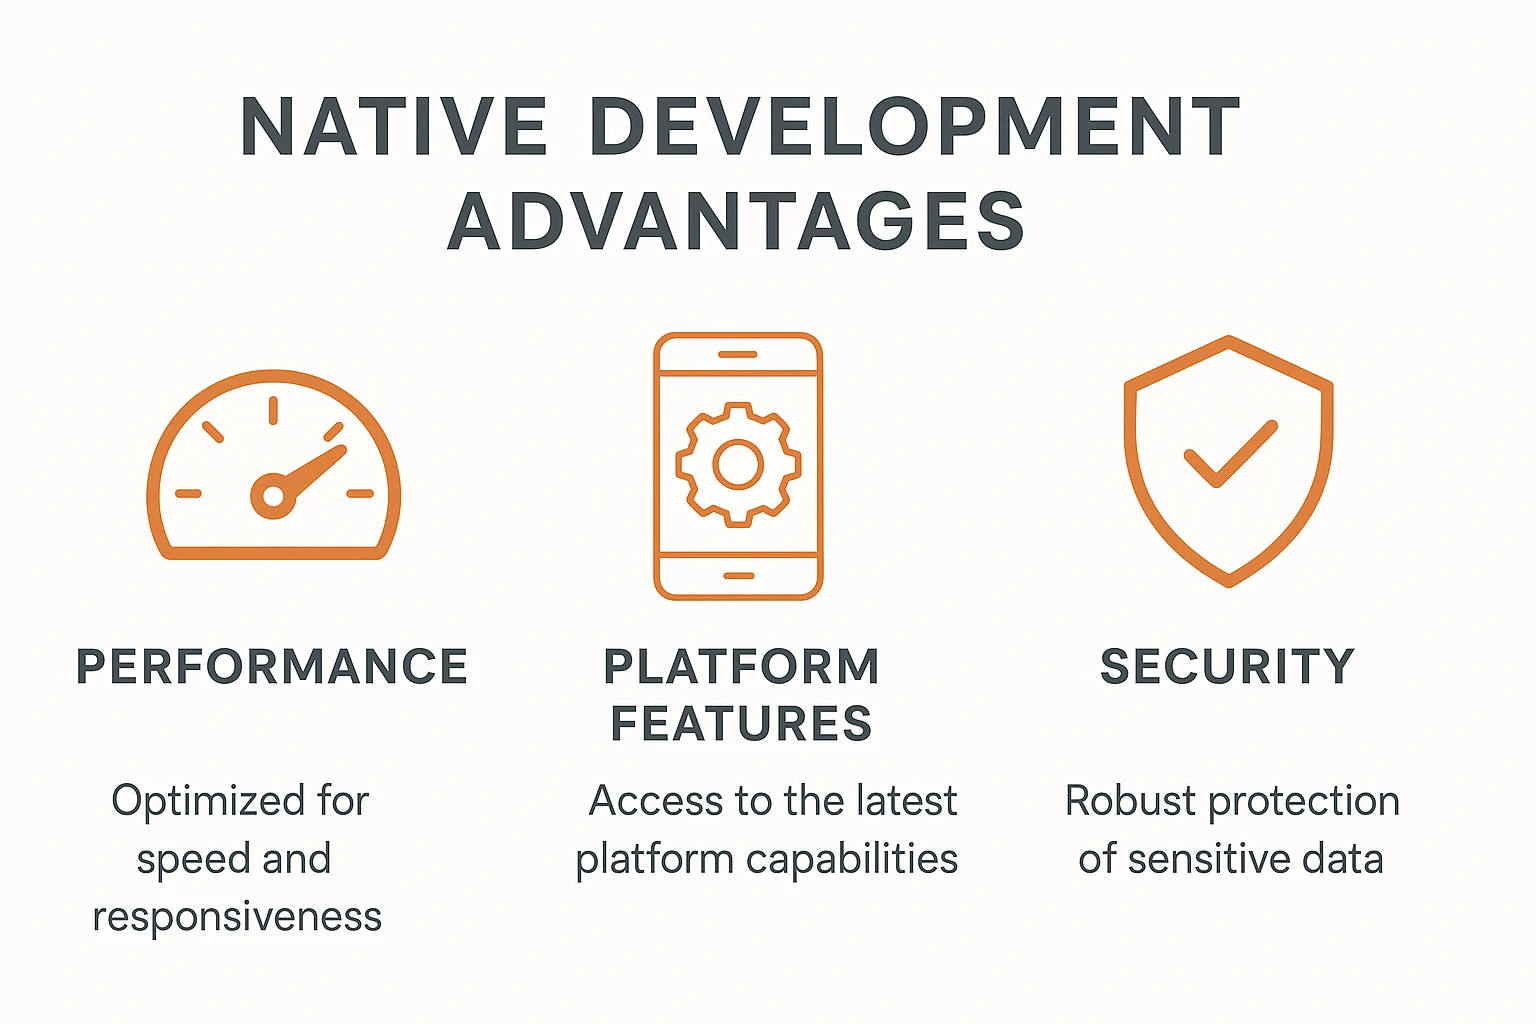 NATIVE DEVELOPMENT
ADVANTAGES
PERFORMANCE
Optimized for
speed and
responsiveness
PLATFORM
FEATURES
Access to the latest
platform capabilities
SECURITY
Robust protection
of sensitive data